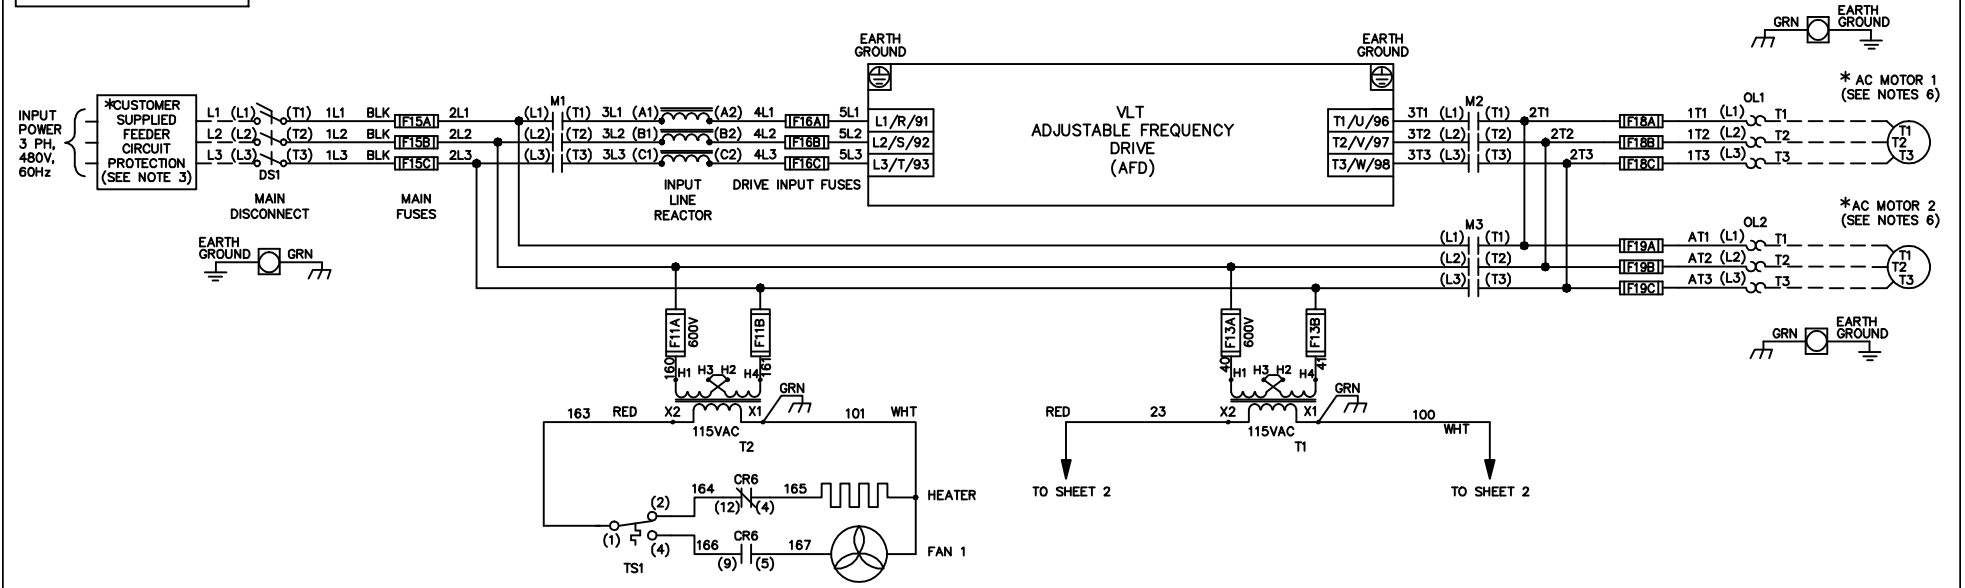 EARTH
GROUND
GRN
EARTH
GROUND
EARTH
GROUND
* AC MOTOR 1
(SEE NOTES 6)
INPUT
POWER
3 PH,
480V,
60Hz
*CUSTOMER
SUPPLIED
FEEDER
CIRCUIT
PROTECTION
(SEE NOTE 3)
L1 (L1) (T1) 1L1 BLK F15A 2L1 (L1) M1 (T1) 3L1 (A1) (A2) 4L1 F16A 5L1 L1/R/91
L2 (L2) (T2) 1L2 BLK F15B 2L2 (L2) (T2) 3L2 (B1) (B2) 4L2 F16B 5L2 L2/S/92
L3 (L3) (T3) 1L3 BLK F15C 2L3 (L3) (T3) 3L3 (C1) (C2) 4L3 F16C 5L3 L3/T/93
DS1
MAIN
DISCONNECT
MAIN
FUSES
INPUT
LINE
REACTOR
DRIVE INPUT FUSES
VLT
ADJUSTABLE FREQUENCY
DRIVE
(AFD)
T1/U/96 3T1 (L1) M2 (T1) 2T1 F18A 1T1 (L1) OL1 T1
T2/V/97 3T2 (L2) (T2) 2T2 F18B 1T2 (L2) T2
T3/W/98 3T3 (L3) (T3) 2T3 F18C 1T3 (L3) T3
T1
T2
T3
* AC MOTOR 2
(SEE NOTES 6)
EARTH
GROUND
GRN
(L1) M3 (T1) F19A AT1 (L1) OL2 T1
(L2) (T2) F19B AT2 (L2) T2
(L3) (T3) F19C AT3 (L3) T3
T1
T2
T3
GRN
EARTH
GROUND
F11A
600V
F11B
160
161
H1 H3 H2 H4
GRN
163 RED X2 X1 101 WHT
115VAC
T2
F13A
600V
F13B
40
41
H1 H3 H2 H4
GRN
RED 23 X2 X1 100
WHT
115VAC
T1
TO SHEET 2
TO SHEET 2
(2) 164 CR6 165 HEATER
(12) (4)
(1)
(4) 166 CR6 167 FAN 1
(9) (5)
TS1